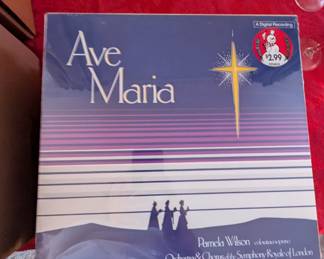 A Digital Recording
Ave
Maria
$2.99
Pamela Wilson coloratura soprano
Orchestra & Chorus of the Symphony Royale of London